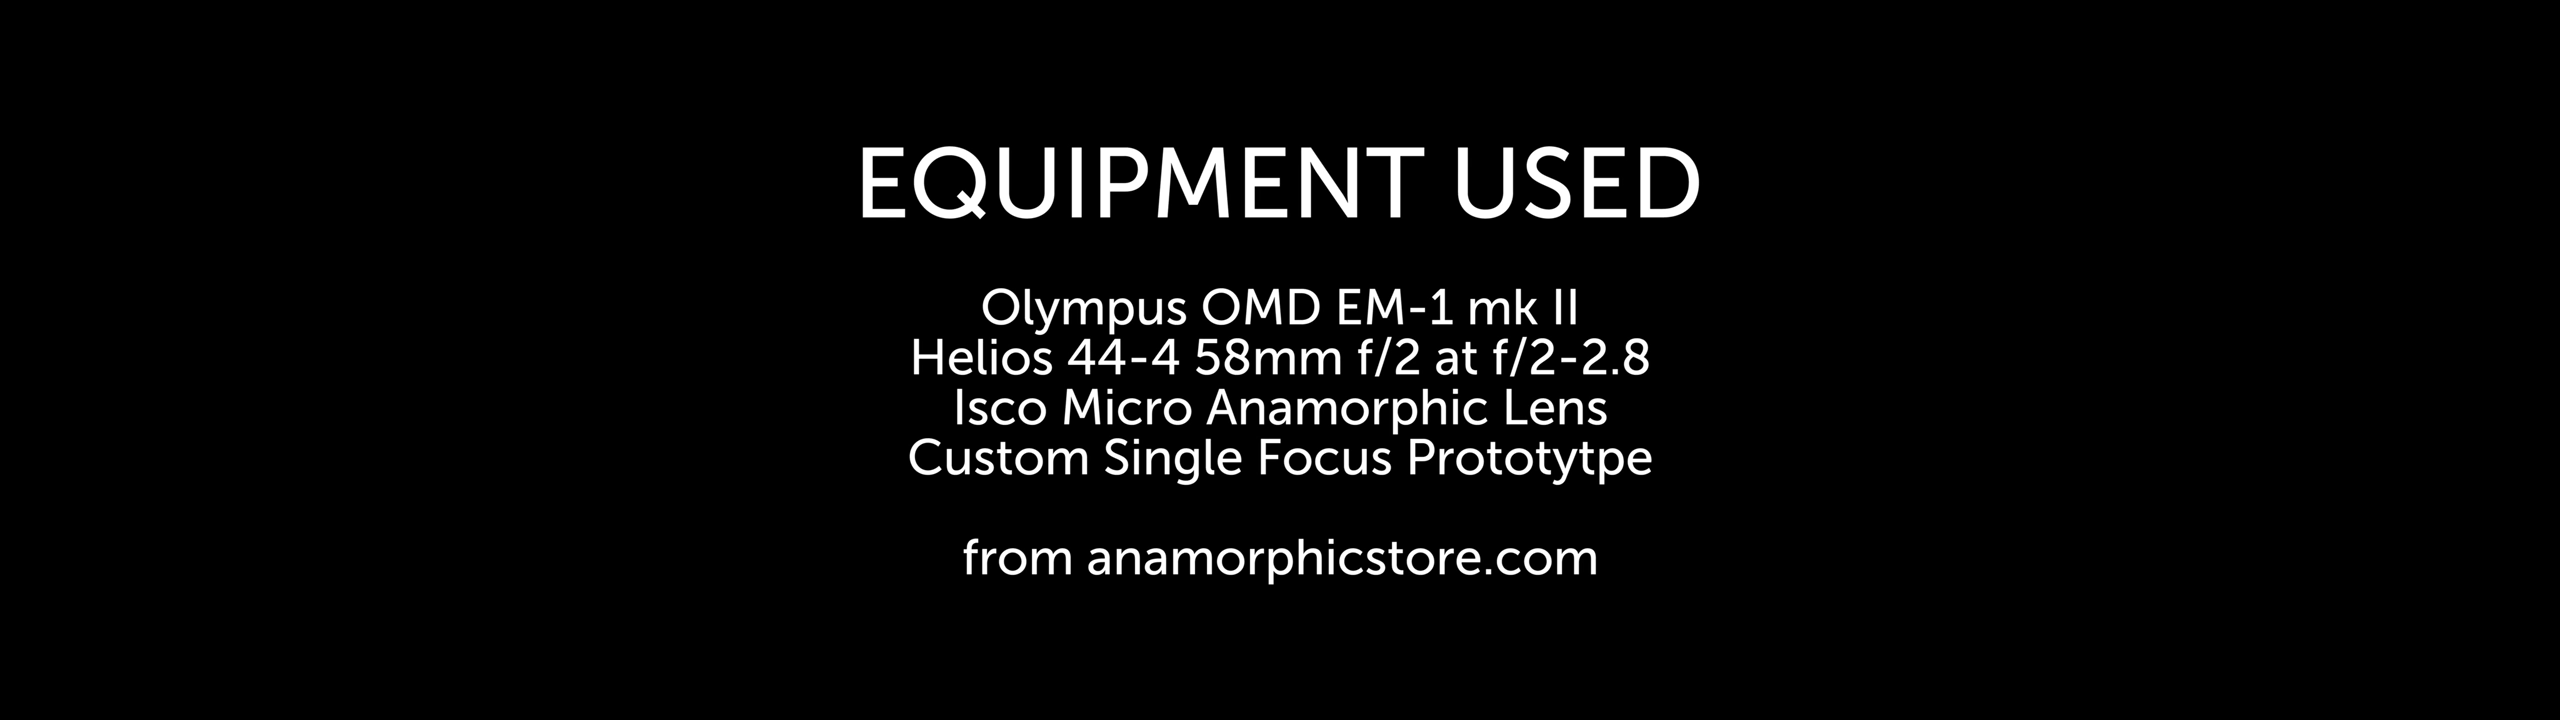 EQUIPMENT USED
Olympus OMD EM-1 mk II
Helios 44-4 58mm f/2 at f/2-2.8
Isco Micro Anamorphic Lens
Custom Single Focus Prototytpe
from anamorphicstore.com